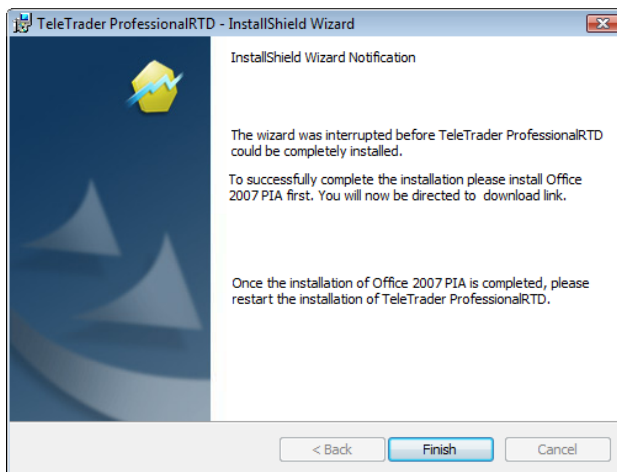 TeleTrader ProfessionalRTD - InstallShield Wizard
InstallShield Wizard Notification
The wizard was interrupted before TeleTrader ProfessionalRTD
could be completely installed.
To successfully complete the installation please install Office
2007 PIA first. You will now be directed to  download link.
Once the installation of Office 2007 PIA is completed, please
restart the installation of TeleTrader ProfessionalRTD.
< Back Finish Cancel